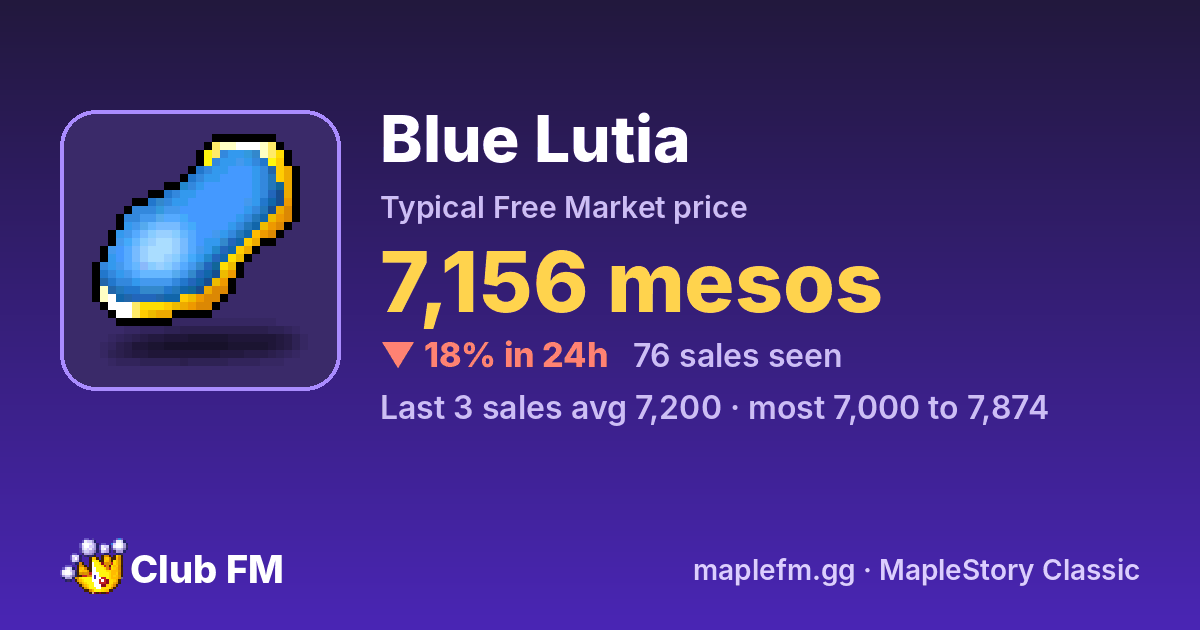 Blue Lutia
Typical Free Market price
7,156 mesos
▼ 18% in 24h 76 sales seen
Last 3 sales avg 7,200 · most 7,000 to 7,874
Club FM
maplefm.gg · MapleStory Classic